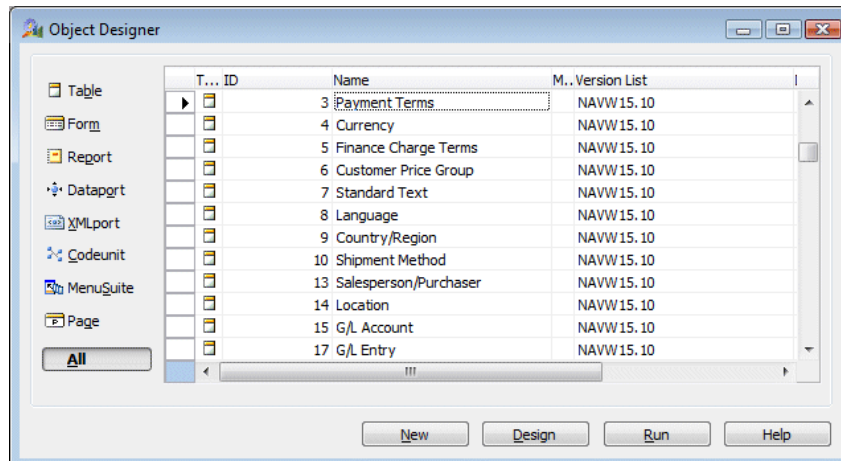 Object Designer
Table
Form
Report
Dataport
XMLport
Codeunit
MenuSuite
Page
All
T... ID Name M.. Version List
3 Payment Terms NAVW15.10
4 Currency NAVW15.10
5 Finance Charge Terms NAVW15.10
6 Customer Price Group NAVW15.10
7 Standard Text NAVW15.10
8 Language NAVW15.10
9 Country/Region NAVW15.10
10 Shipment Method NAVW15.10
13 Salesperson/Purchaser NAVW15.10
14 Location NAVW15.10
15 G/L Account NAVW15.10
17 G/L Entry NAVW15.10
New Design Run Help